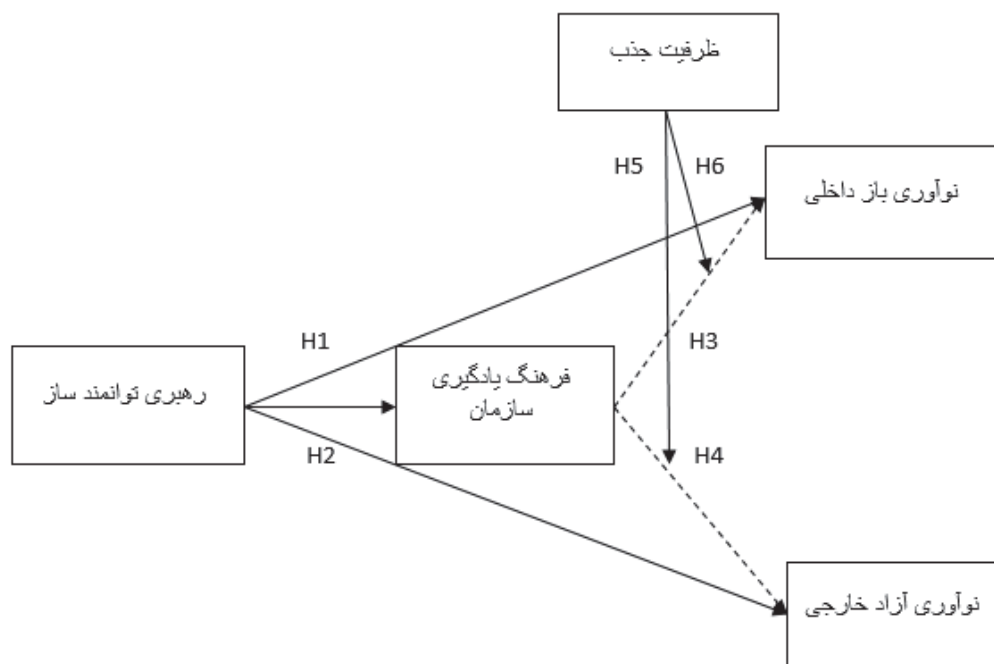 ظرفیت جذب
H5
H6
نوآوری باز داخلی
H1
H3
رهبری توانمند ساز
فرهنگ یادگیری
سازمان
H2
H4
نوآوری آزاد خارجی